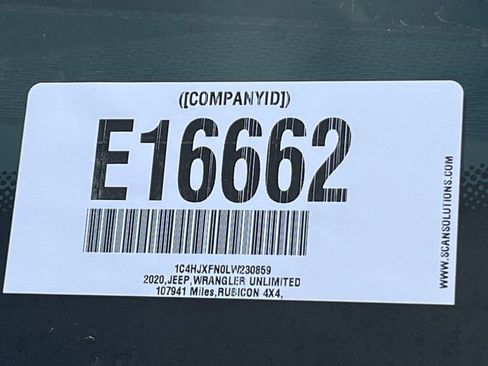 ([COMPANYID])
E16662
1C4HJXFN0LW230859
2020,JEEP,WRANGLER UNLIMITED
107941 Miles,RUBICON 4X4,
WWW.SCANSOLUTIONS.COM